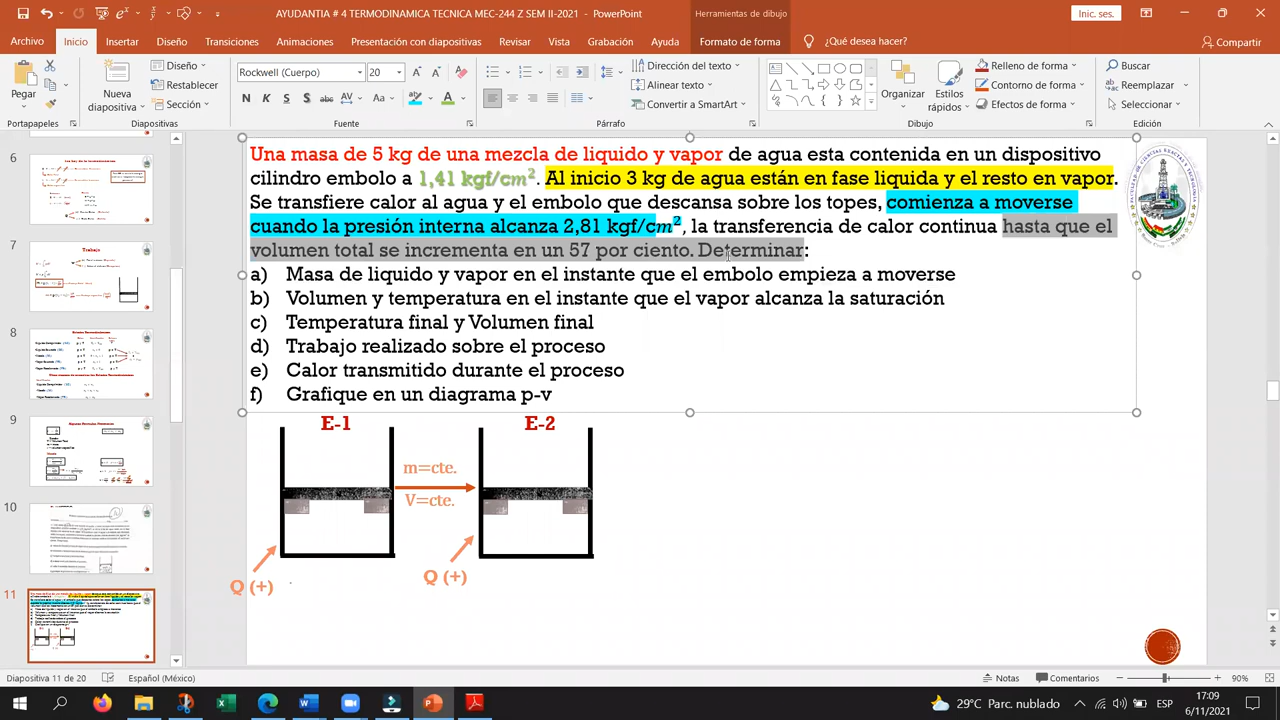 AYUDANTIA # 4 TERMODINAMICA TECNICA MEC-244 Z SEM II-2021 - PowerPoint
Herramientas de dibujo
Inic. ses.
Archivo Inicio Insertar Diseño Transiciones Animaciones Presentación con diapositivas Revisar Vista Grabación Ayuda Formato de forma ¿Qué desea hacer? Compartir
Pegar
Nueva diapositiva
Diseño
Restablecer
Sección
Rockwell (Cuerpo) 20
N K S S abc AV Aa A
Dirección del texto
Alinear texto
Convertir a SmartArt
Organizar
Estilos rápidos
Relleno de forma
Contorno de forma
Efectos de forma
Buscar
Reemplazar
Seleccionar
Portapapeles Diapositivas Fuente Párrafo Dibujo Edición
6
7
Trabajo
8
9
10
11
Una masa de 5 kg de una mezcla de liquido y vapor de agua esta contenida en un dispositivo
cilindro embolo a 1,41 kgf/cm². Al inicio 3 kg de agua están en fase liquida y el resto en vapor.
Se transfiere calor al agua y el embolo que descansa sobre los topes, comienza a moverse
cuando la presión interna alcanza 2,81 kgf/cm², la transferencia de calor continua hasta que el
volumen total se incrementa en un 57 por ciento. Determinar:
a) Masa de liquido y vapor en el instante que el embolo empieza a moverse
b) Volumen y temperatura en el instante que el vapor alcanza la saturación
c) Temperatura final y Volumen final
d) Trabajo realizado sobre el proceso
e) Calor transmitido durante el proceso
f) Grafique en un diagrama p-v
E-1 E-2
m=cte.
V=cte.
Q (+) Q (+)
Diapositiva 11 de 20 Español (México) Notas Comentarios 90%
29°C Parc. nublado ESP 17:09
6/11/2021